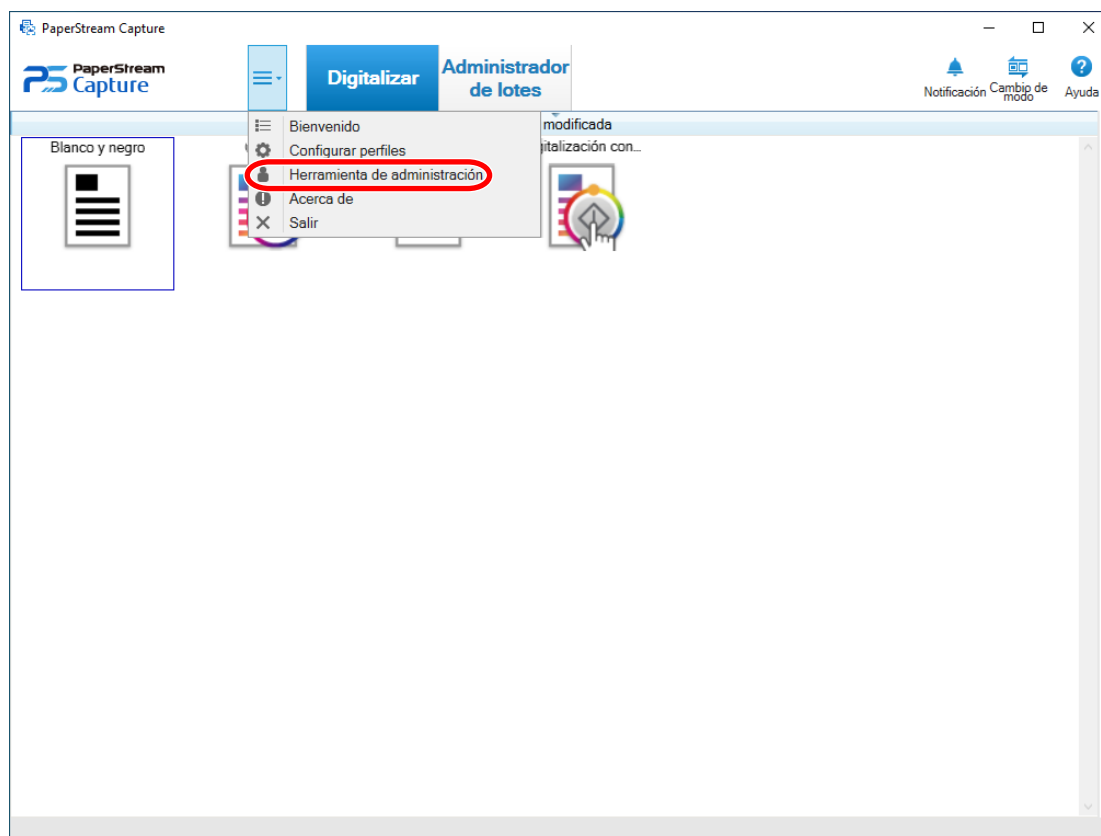 PaperStream Capture
PaperStream
Capture
Digitalizar
Administrador
de lotes
Notificación
Cambio de
modo
Ayuda
Bienvenido
Configurar perfiles
Herramienta de administración
Acerca de
Salir
modificada
Blanco y negro
con...